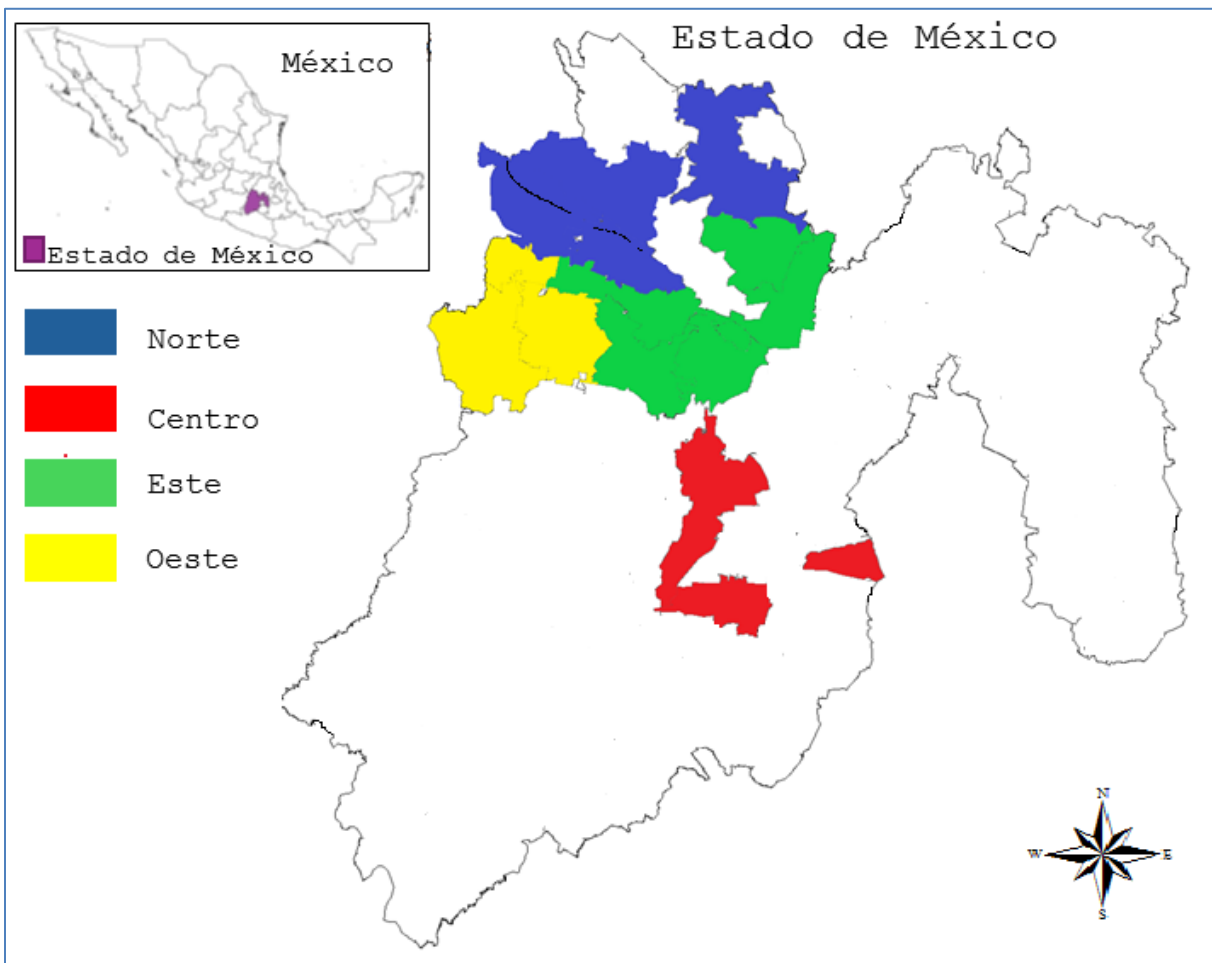 Estado de México
México
Estado de México
Norte
Centro
Este
Oeste
N
W
E
S